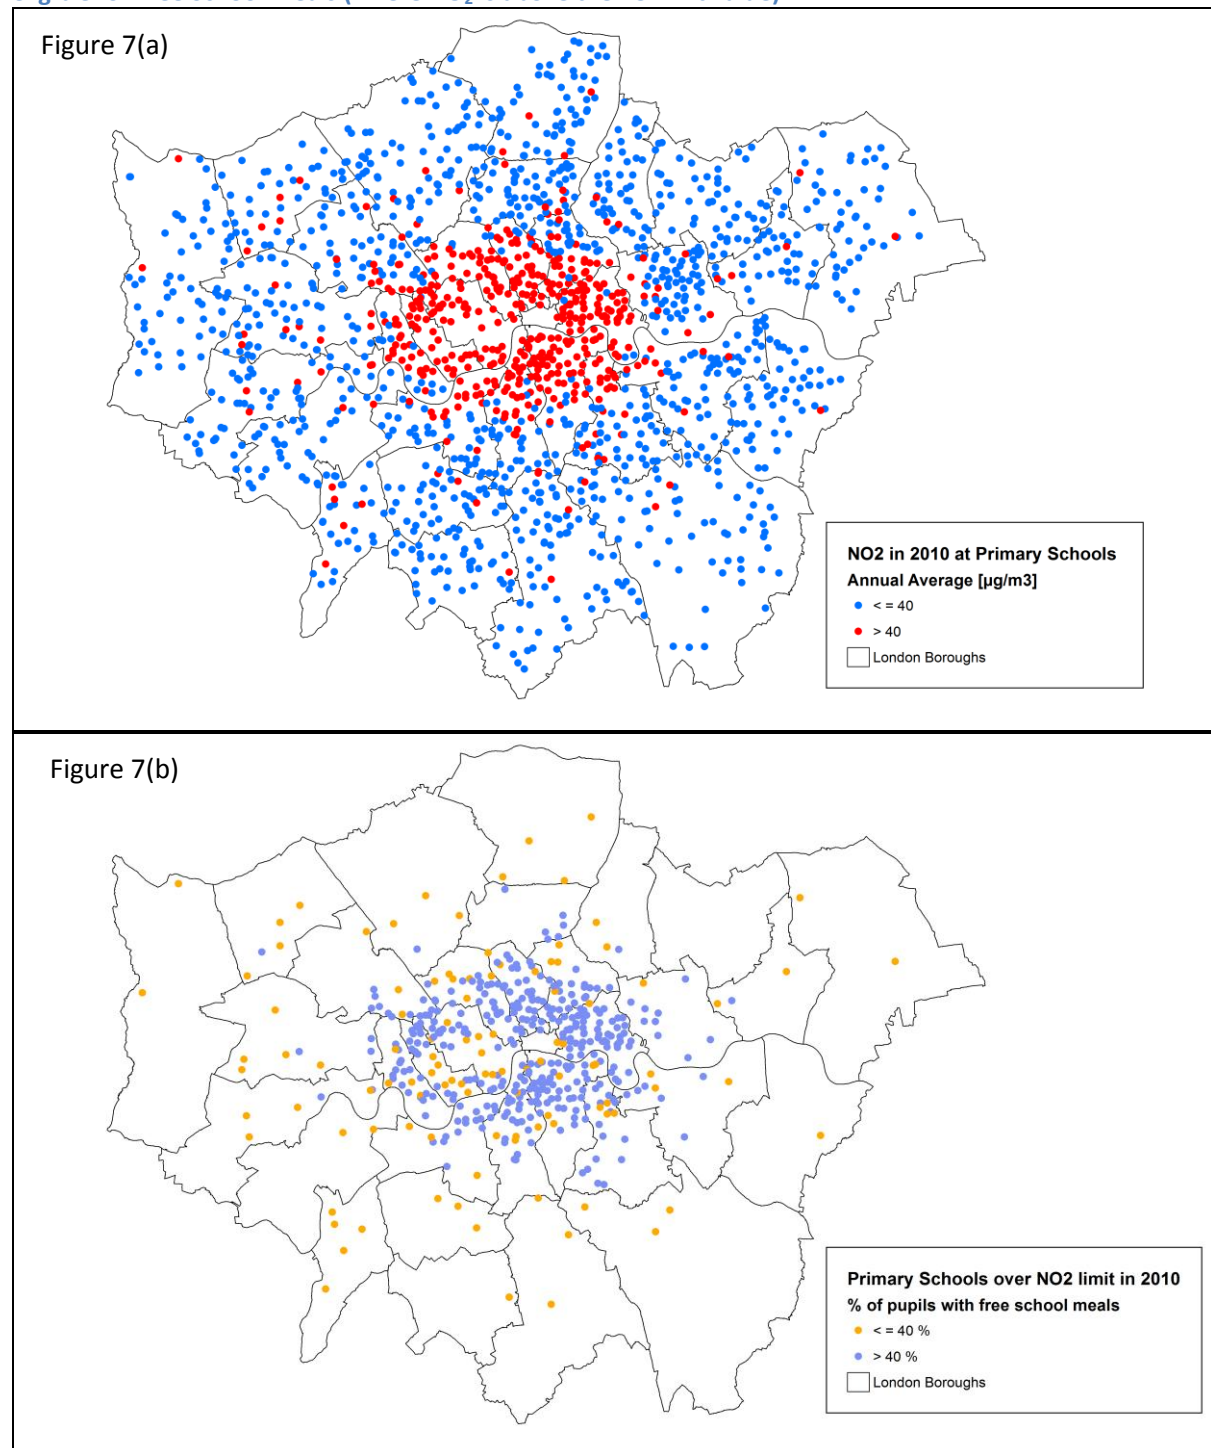 Figure 7(a)
NO2 in 2010 at Primary Schools
Annual Average [µg/m3]
< = 40
> 40
London Boroughs
Figure 7(b)
Primary Schools over NO2 limit in 2010
% of pupils with free school meals
< = 40 %
> 40 %
London Boroughs